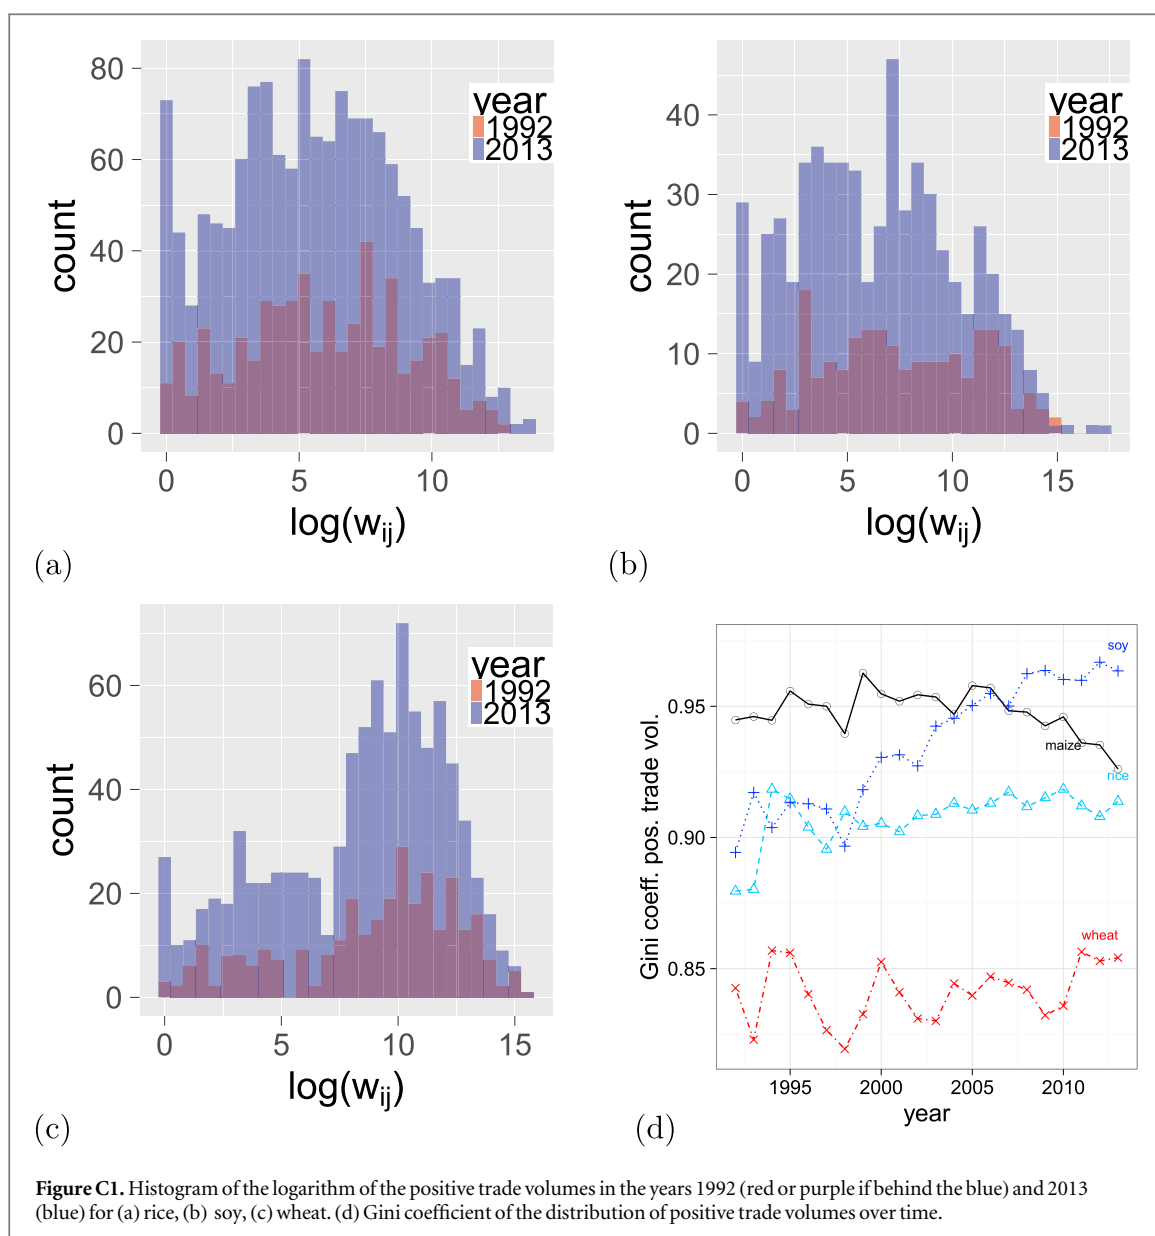 80
60
40
20
0
count
0 5 10
log(wij)
year
1992
2013
(a)
40
30
20
10
0
count
0 5 10 15
log(wij)
year
1992
2013
(b)
60
40
20
0
count
0 5 10 15
log(wij)
year
1992
2013
(c)
0.95
0.90
0.85
Gini coeff. pos. trade vol.
soy
maize
rice
wheat
1995 2000 2005 2010
year
(d)
Figure C1. Histogram of the logarithm of the positive trade volumes in the years 1992 (red or purple if behind the blue) and 2013
(blue) for (a) rice, (b) soy, (c) wheat. (d) Gini coefficient of the distribution of positive trade volumes over time.